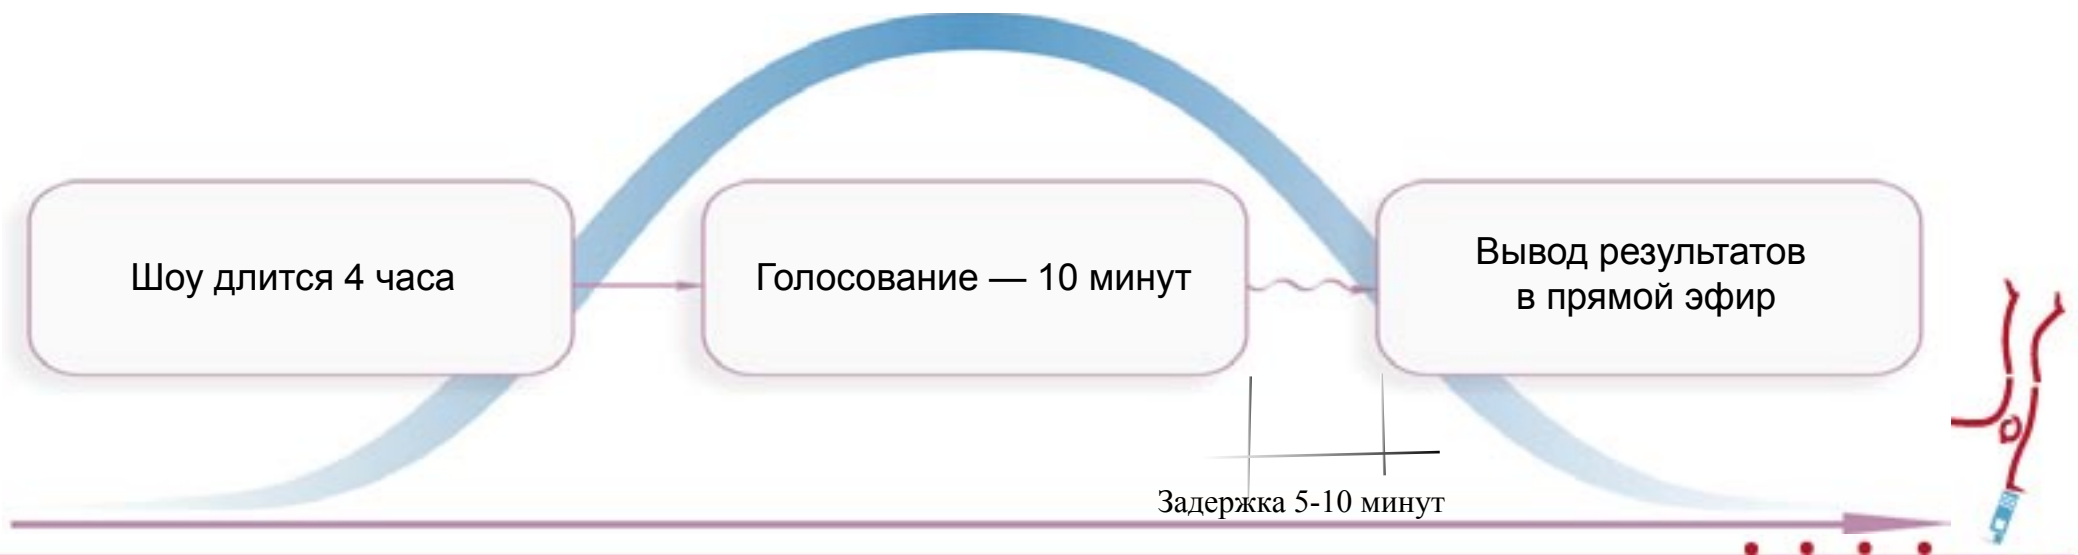 Шоу длится 4 часа
Голосование — 10 минут
Вывод результатов
в прямой эфир
Задержка 5-10 минут